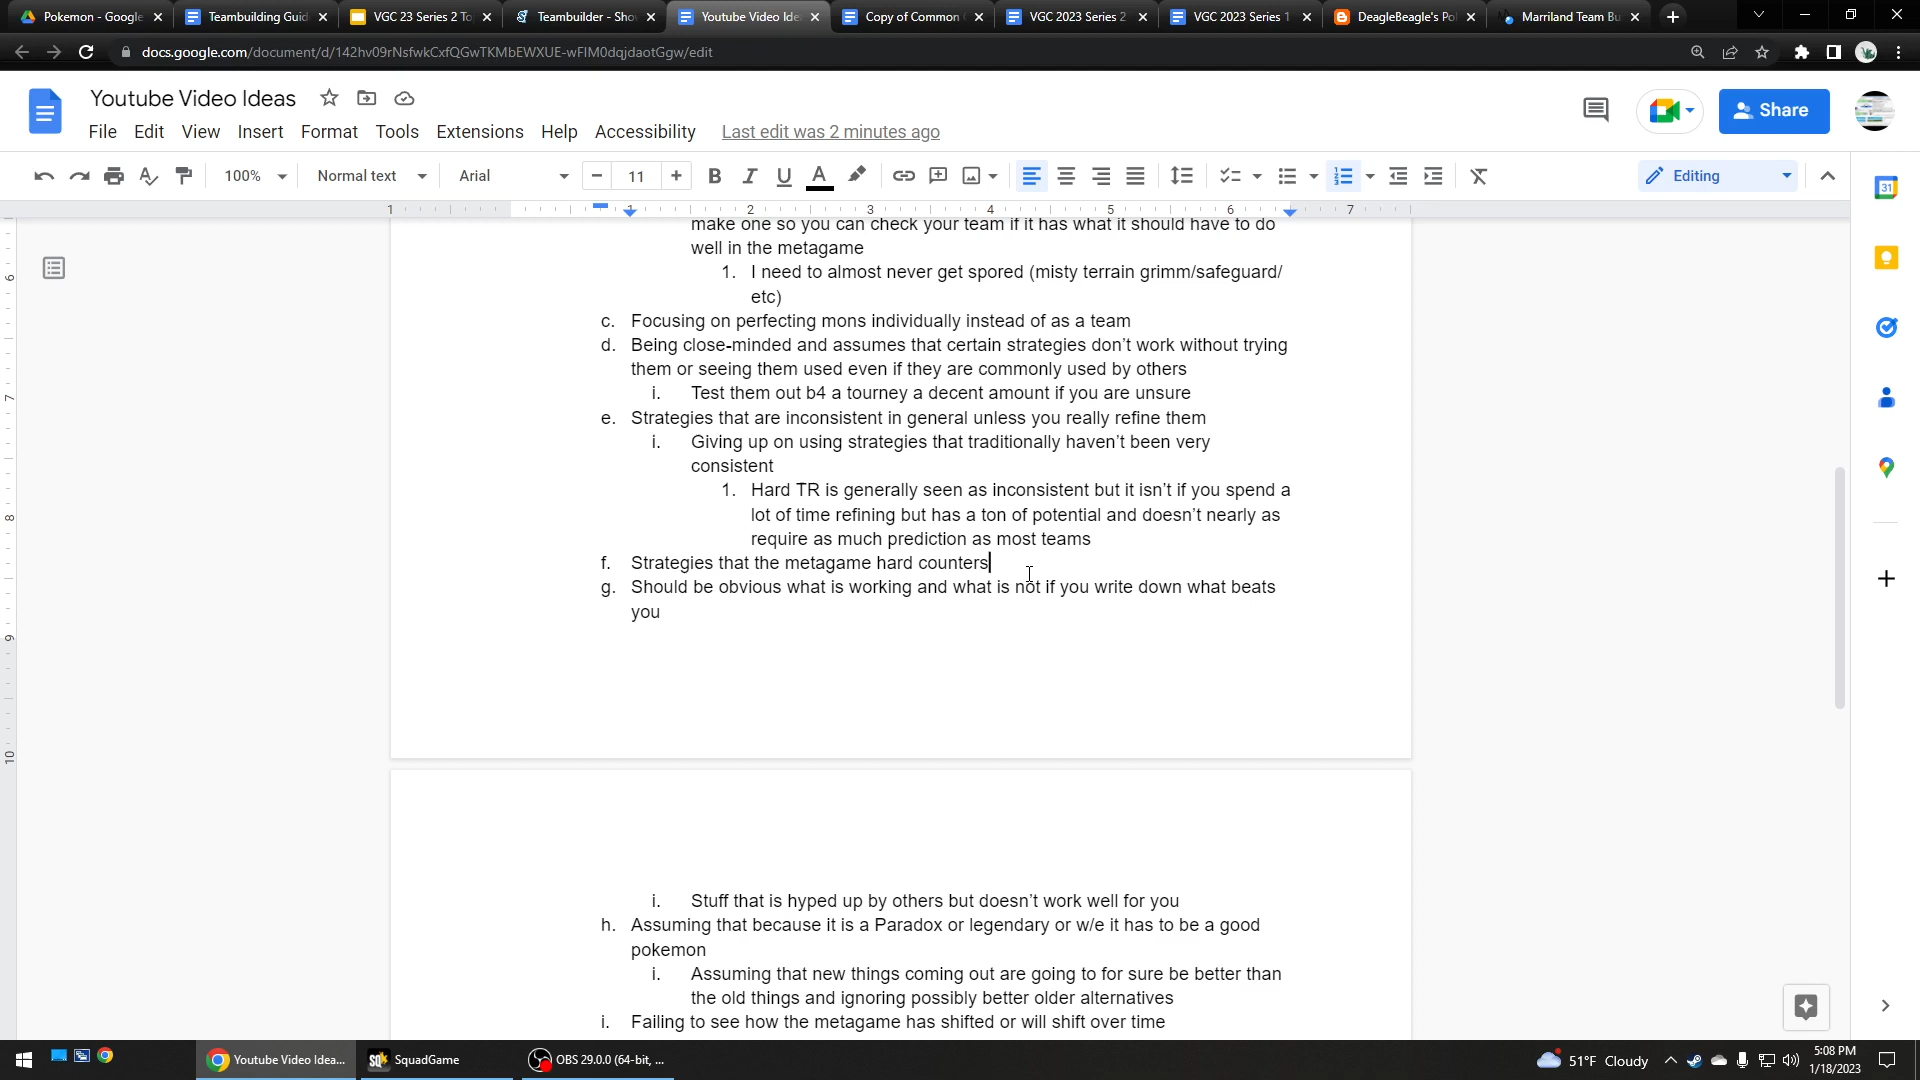 Pokemon - Google
Teambuilding Guid
VGC 23 Series 2 To
Teambuilder - Sho
Youtube Video Ide
Copy of Common
VGC 2023 Series 2
VGC 2023 Series 1
DeagleBeagle's Po
Marriland Team Bu
docs.google.com/document/d/142hv09rNsfwkCxfQGwTKMbEWXUE-wFIM0dqjdaotGgw/edit
Youtube Video Ideas
Share
File Edit View Insert Format Tools Extensions Help Accessibility Last edit was 2 minutes ago
100% Normal text Arial 11 Editing
1 1 2 3 4 5 6 7
make one so you can check your team if it has what it should have to do
well in the metagame
1. I need to almost never get spored (misty terrain grimm/safeguard/
etc)
c. Focusing on perfecting mons individually instead of as a team
d. Being close-minded and assumes that certain strategies don’t work without trying
them or seeing them used even if they are commonly used by others
i. Test them out b4 a tourney a decent amount if you are unsure
e. Strategies that are inconsistent in general unless you really refine them
i. Giving up on using strategies that traditionally haven’t been very
consistent
1. Hard TR is generally seen as inconsistent but it isn’t if you spend a
lot of time refining but has a ton of potential and doesn’t nearly as
require as much prediction as most teams
f. Strategies that the metagame hard counters
g. Should be obvious what is working and what is not if you write down what beats
you
i. Stuff that is hyped up by others but doesn’t work well for you
h. Assuming that because it is a Paradox or legendary or w/e it has to be a good
pokemon
i. Assuming that new things coming out are going to for sure be better than
the old things and ignoring possibly better older alternatives
i. Failing to see how the metagame has shifted or will shift over time
6
7
8
9
10
31
Youtube Video Idea...
SquadGame
OBS 29.0.0 (64-bit, ...
51°F Cloudy
5:08 PM
1/18/2023